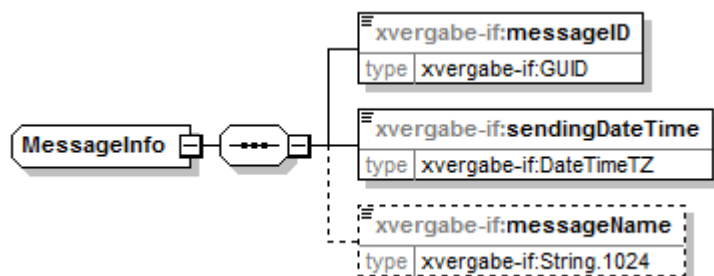 xvergabe-if:messageID
type xvergabe-if:GUID
xvergabe-if:sendingDateTime
type xvergabe-if:DateTimeTZ
MessageInfo
xvergabe-if:messageName
type xvergabe-if:String.1024